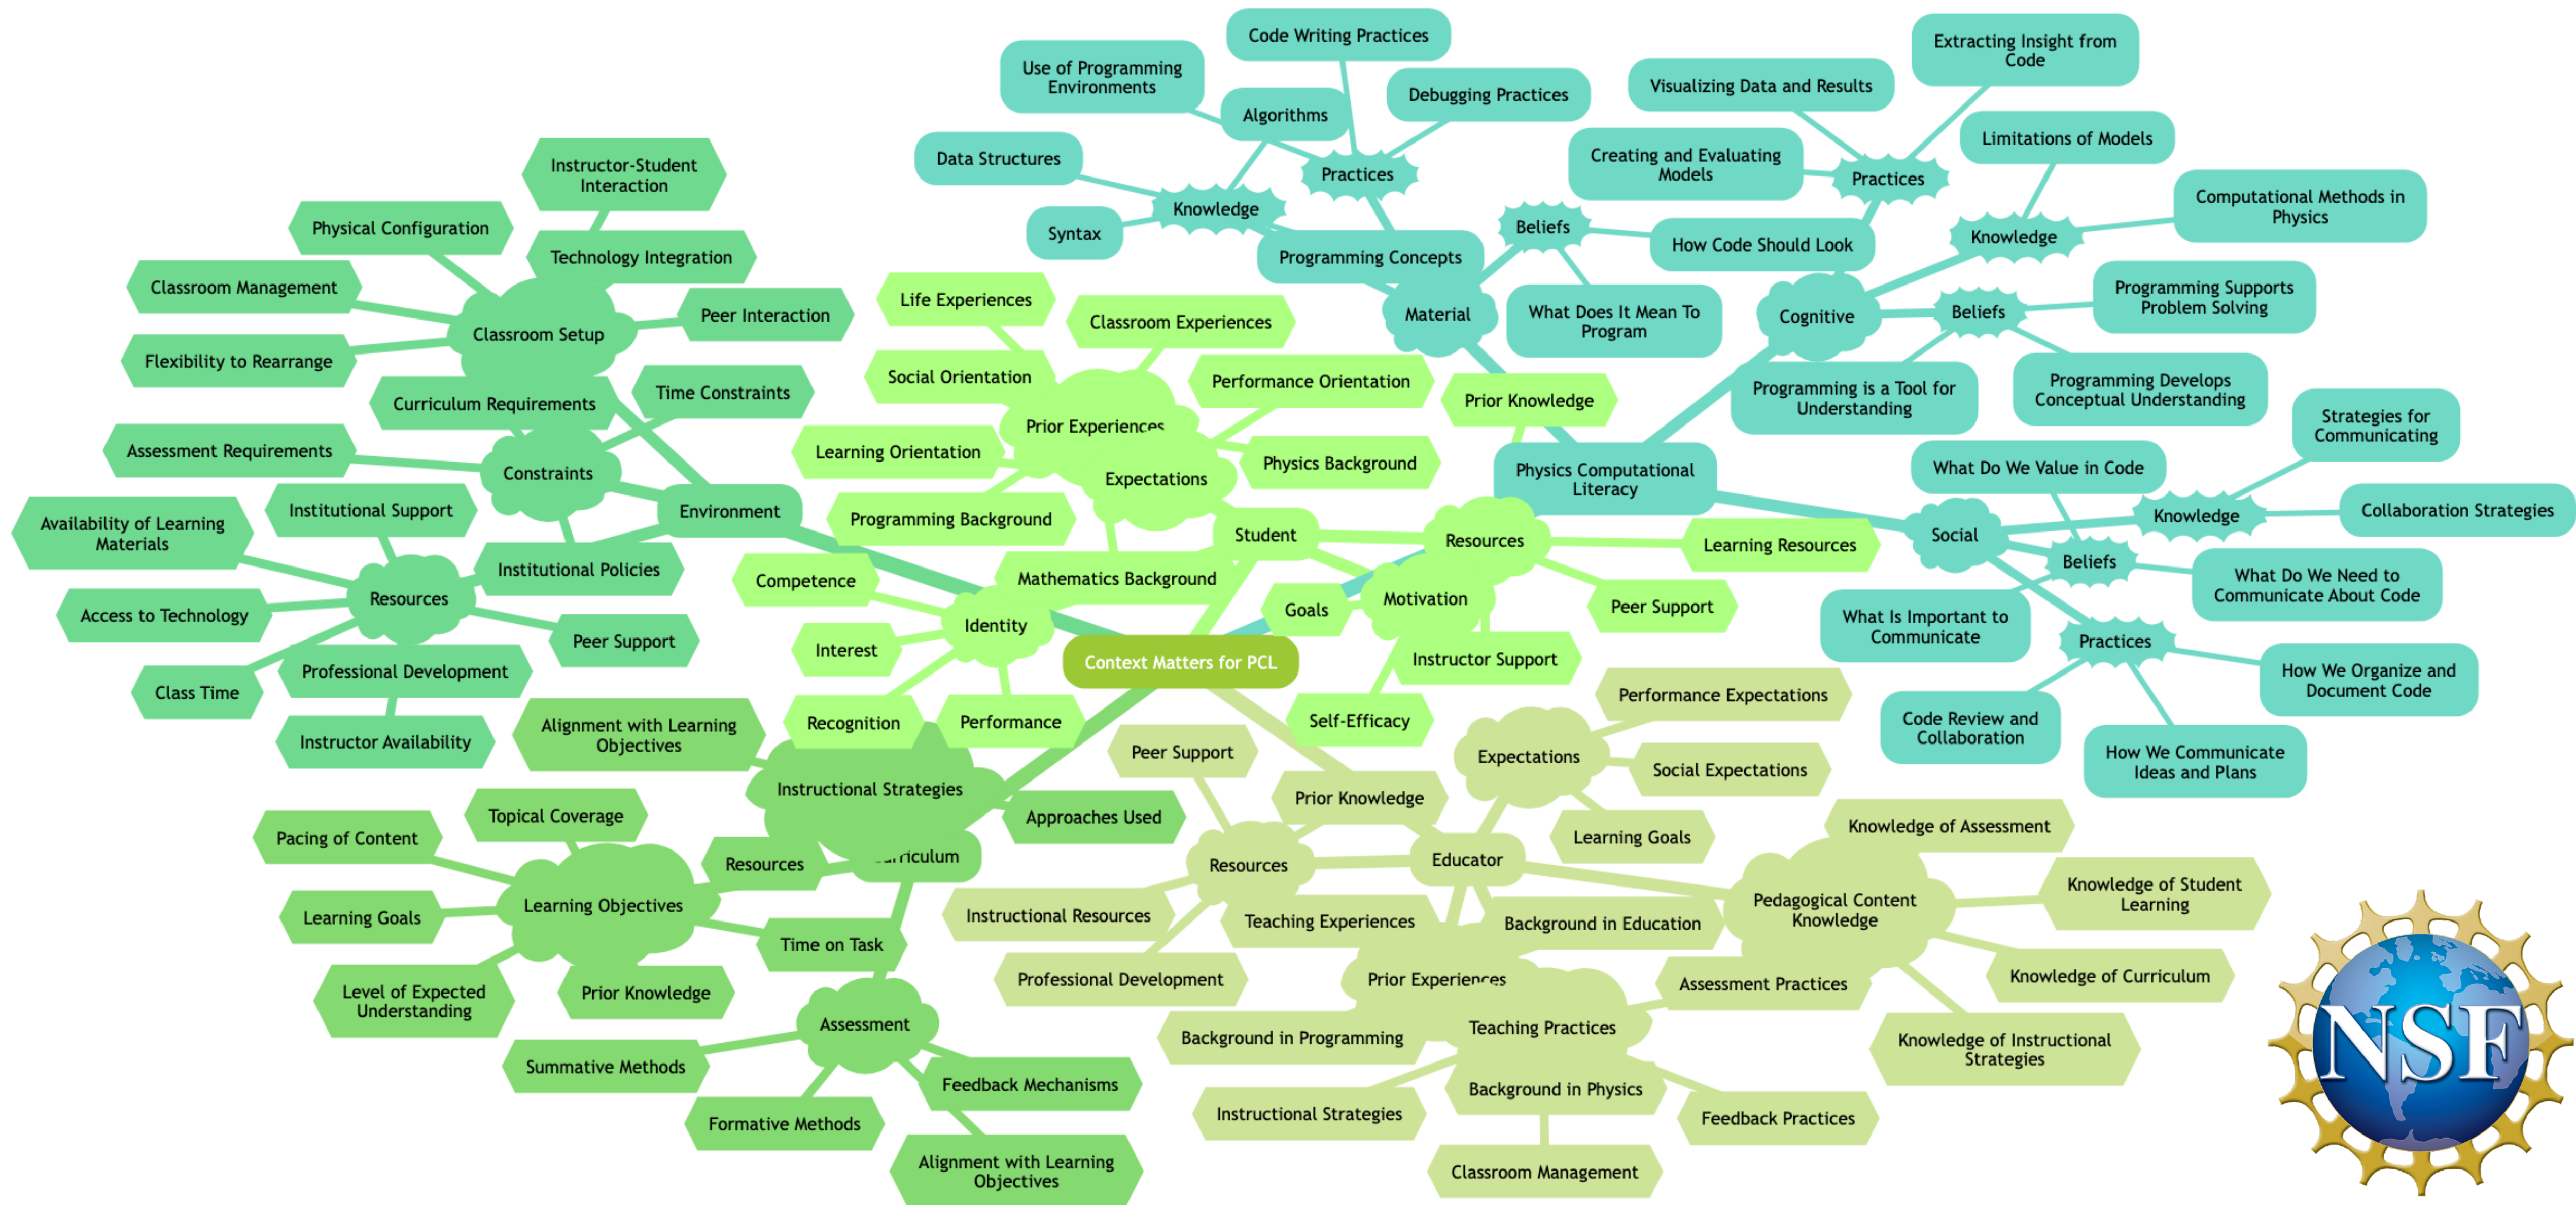 Code Writing Practices
Use of Programming
Environments
Algorithms
Debugging Practices
Data Structures
Practices
Knowledge
Syntax
Programming Concepts
Beliefs
How Code Should Look
What Does It Mean To
Program
Material
Extracting Insight from
Code
Visualizing Data and Results
Creating and Evaluating
Models
Practices
Limitations of Models
Computational Methods in
Physics
Knowledge
Cognitive
Beliefs
Programming Supports
Problem Solving
Programming is a Tool for
Understanding
Programming Develops
Conceptual Understanding
Physics Computational
Literacy
Strategies for
Communicating
What Do We Value in Code
Knowledge
Collaboration Strategies
Social
Beliefs
What Do We Need to
Communicate About Code
What Is Important to
Communicate
Practices
How We Organize and
Document Code
Code Review and
Collaboration
How We Communicate
Ideas and Plans
Instructor-Student
Interaction
Physical Configuration
Technology Integration
Classroom Management
Peer Interaction
Classroom Setup
Flexibility to Rearrange
Curriculum Requirements
Time Constraints
Assessment Requirements
Constraints
Institutional Support
Environment
Availability of Learning
Materials
Institutional Policies
Resources
Access to Technology
Peer Support
Professional Development
Class Time
Instructor Availability
Life Experiences
Classroom Experiences
Social Orientation
Performance Orientation
Prior Experiences
Prior Knowledge
Learning Orientation
Physics Background
Expectations
Programming Background
Student
Resources
Learning Resources
Mathematics Background
Competence
Goals
Motivation
Peer Support
Identity
Interest
Instructor Support
Recognition
Performance
Self-Efficacy
Context Matters for PCL
Alignment with Learning
Objectives
Instructional Strategies
Approaches Used
Topical Coverage
Pacing of Content
Resources
urriculum
Learning Objectives
Learning Goals
Time on Task
Level of Expected
Understanding
Prior Knowledge
Assessment
Summative Methods
Feedback Mechanisms
Formative Methods
Alignment with Learning
Objectives
Performance Expectations
Peer Support
Expectations
Social Expectations
Prior Knowledge
Learning Goals
Resources
Educator
Knowledge of Assessment
Pedagogical Content
Knowledge
Knowledge of Student
Learning
Instructional Resources
Teaching Experiences
Background in Education
Professional Development
Prior Experiences
Assessment Practices
Knowledge of Curriculum
Background in Programming
Teaching Practices
Knowledge of Instructional
Strategies
Background in Physics
Instructional Strategies
Feedback Practices
Classroom Management
NSF